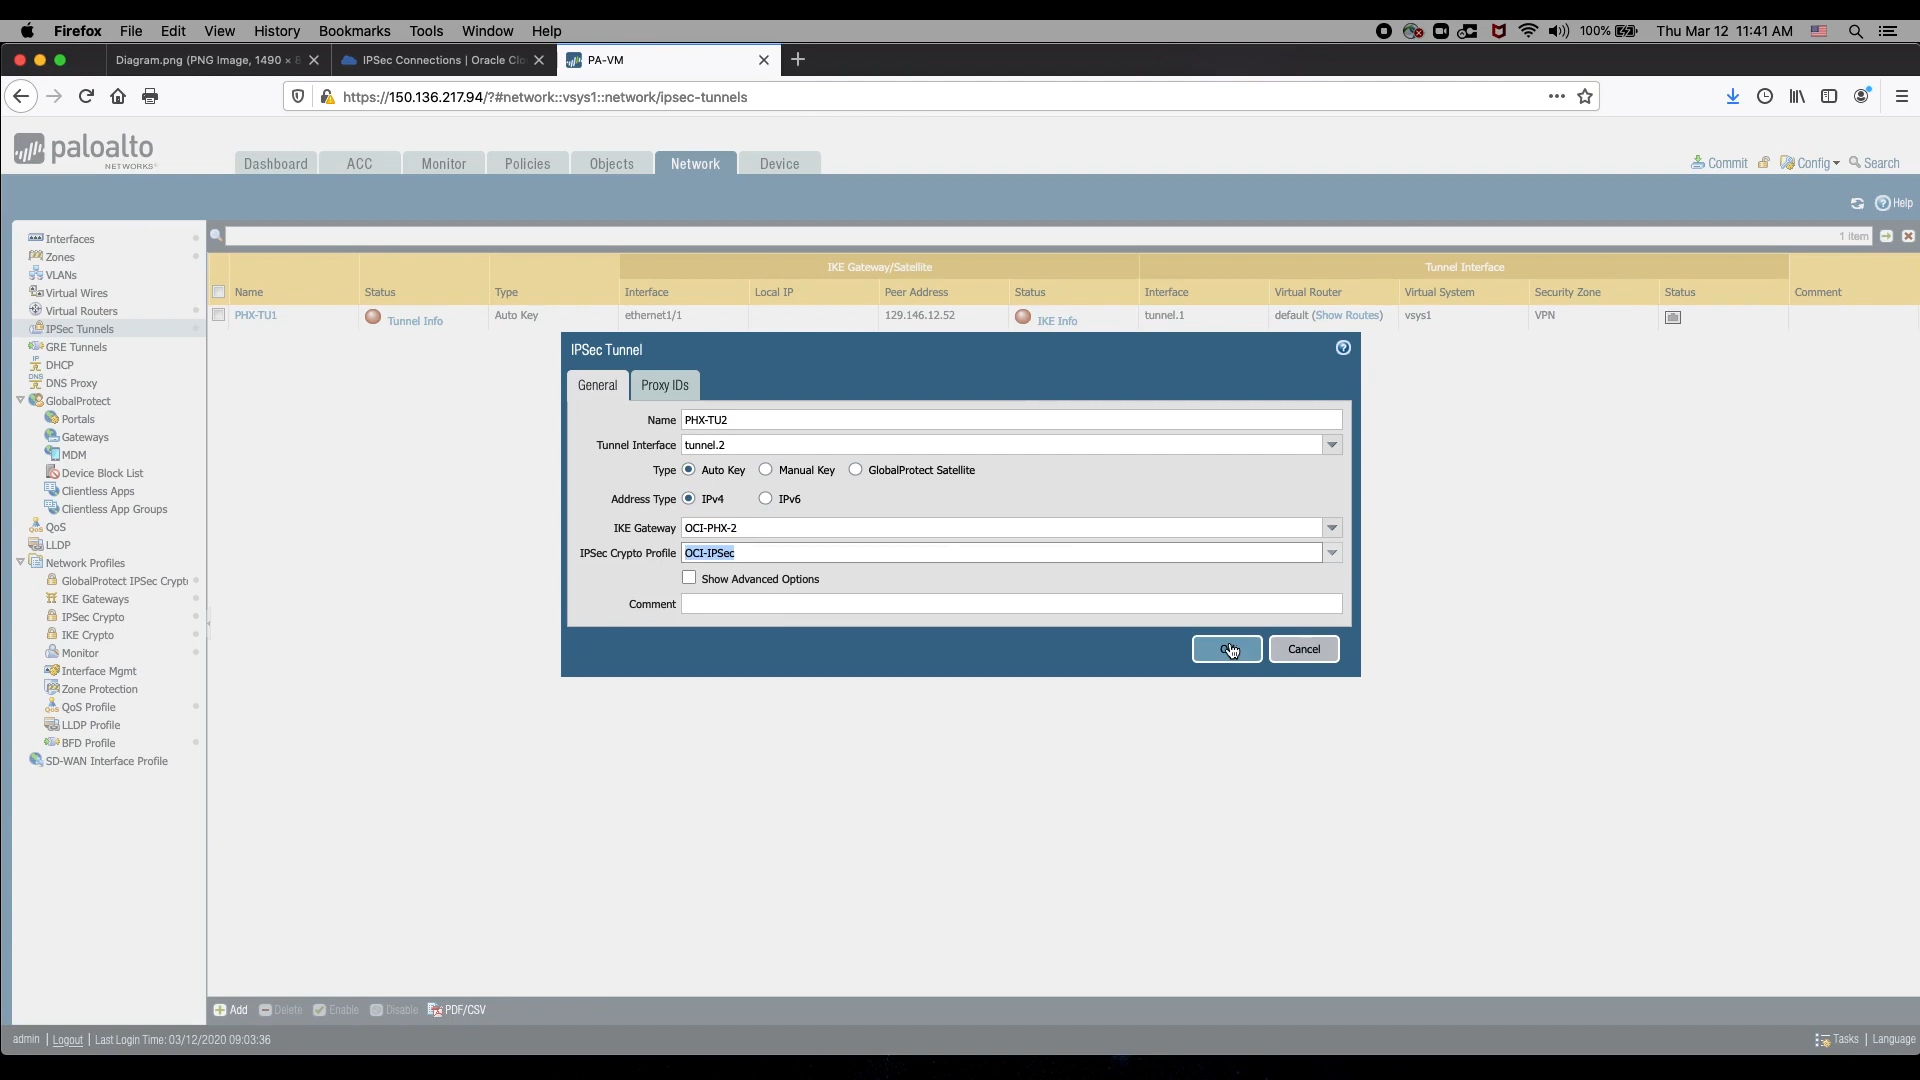 Firefox File Edit View History Bookmarks Tools Window Help 100% Thu Mar 12 11:41 AM
Diagram.png (PNG Image, 1490 × 8 IPSec Connections | Oracle Clo PA-VM
https://150.136.217.94/?#network::vsys1::network/ipsec-tunnels
paloalto
NETWORKS
Dashboard ACC Monitor Policies Objects Network Device Commit Config Search
Help
1 item
Interfaces
Zones
VLANs
Virtual Wires
Virtual Routers
IPSec Tunnels
GRE Tunnels
DHCP
DNS Proxy
GlobalProtect
Portals
Gateways
MDM
Device Block List
Clientless Apps
Clientless App Groups
QoS
LLDP
Network Profiles
GlobalProtect IPSec Crypt
IKE Gateways
IPSec Crypto
IKE Crypto
Monitor
Interface Mgmt
Zone Protection
QoS Profile
LLDP Profile
BFD Profile
SD-WAN Interface Profile
IKE Gateway/Satellite Tunnel Interface
Name Status Type Interface Local IP Peer Address Status Interface Virtual Router Virtual System Security Zone Status Comment
PHX-TU1 Tunnel Info Auto Key ethernet1/1 129.146.12.52 IKE Info tunnel.1 default (Show Routes) vsys1 VPN
IPSec Tunnel
General Proxy IDs
Name PHX-TU2
Tunnel Interface tunnel.2
Type Auto Key Manual Key GlobalProtect Satellite
Address Type IPv4 IPv6
IKE Gateway OCI-PHX-2
IPSec Crypto Profile OCI-IPSec
Show Advanced Options
Comment
Cancel
Add Delete Enable Disable PDF/CSV
admin | Logout | Last Login Time: 03/12/2020 09:03:36 Tasks | Language